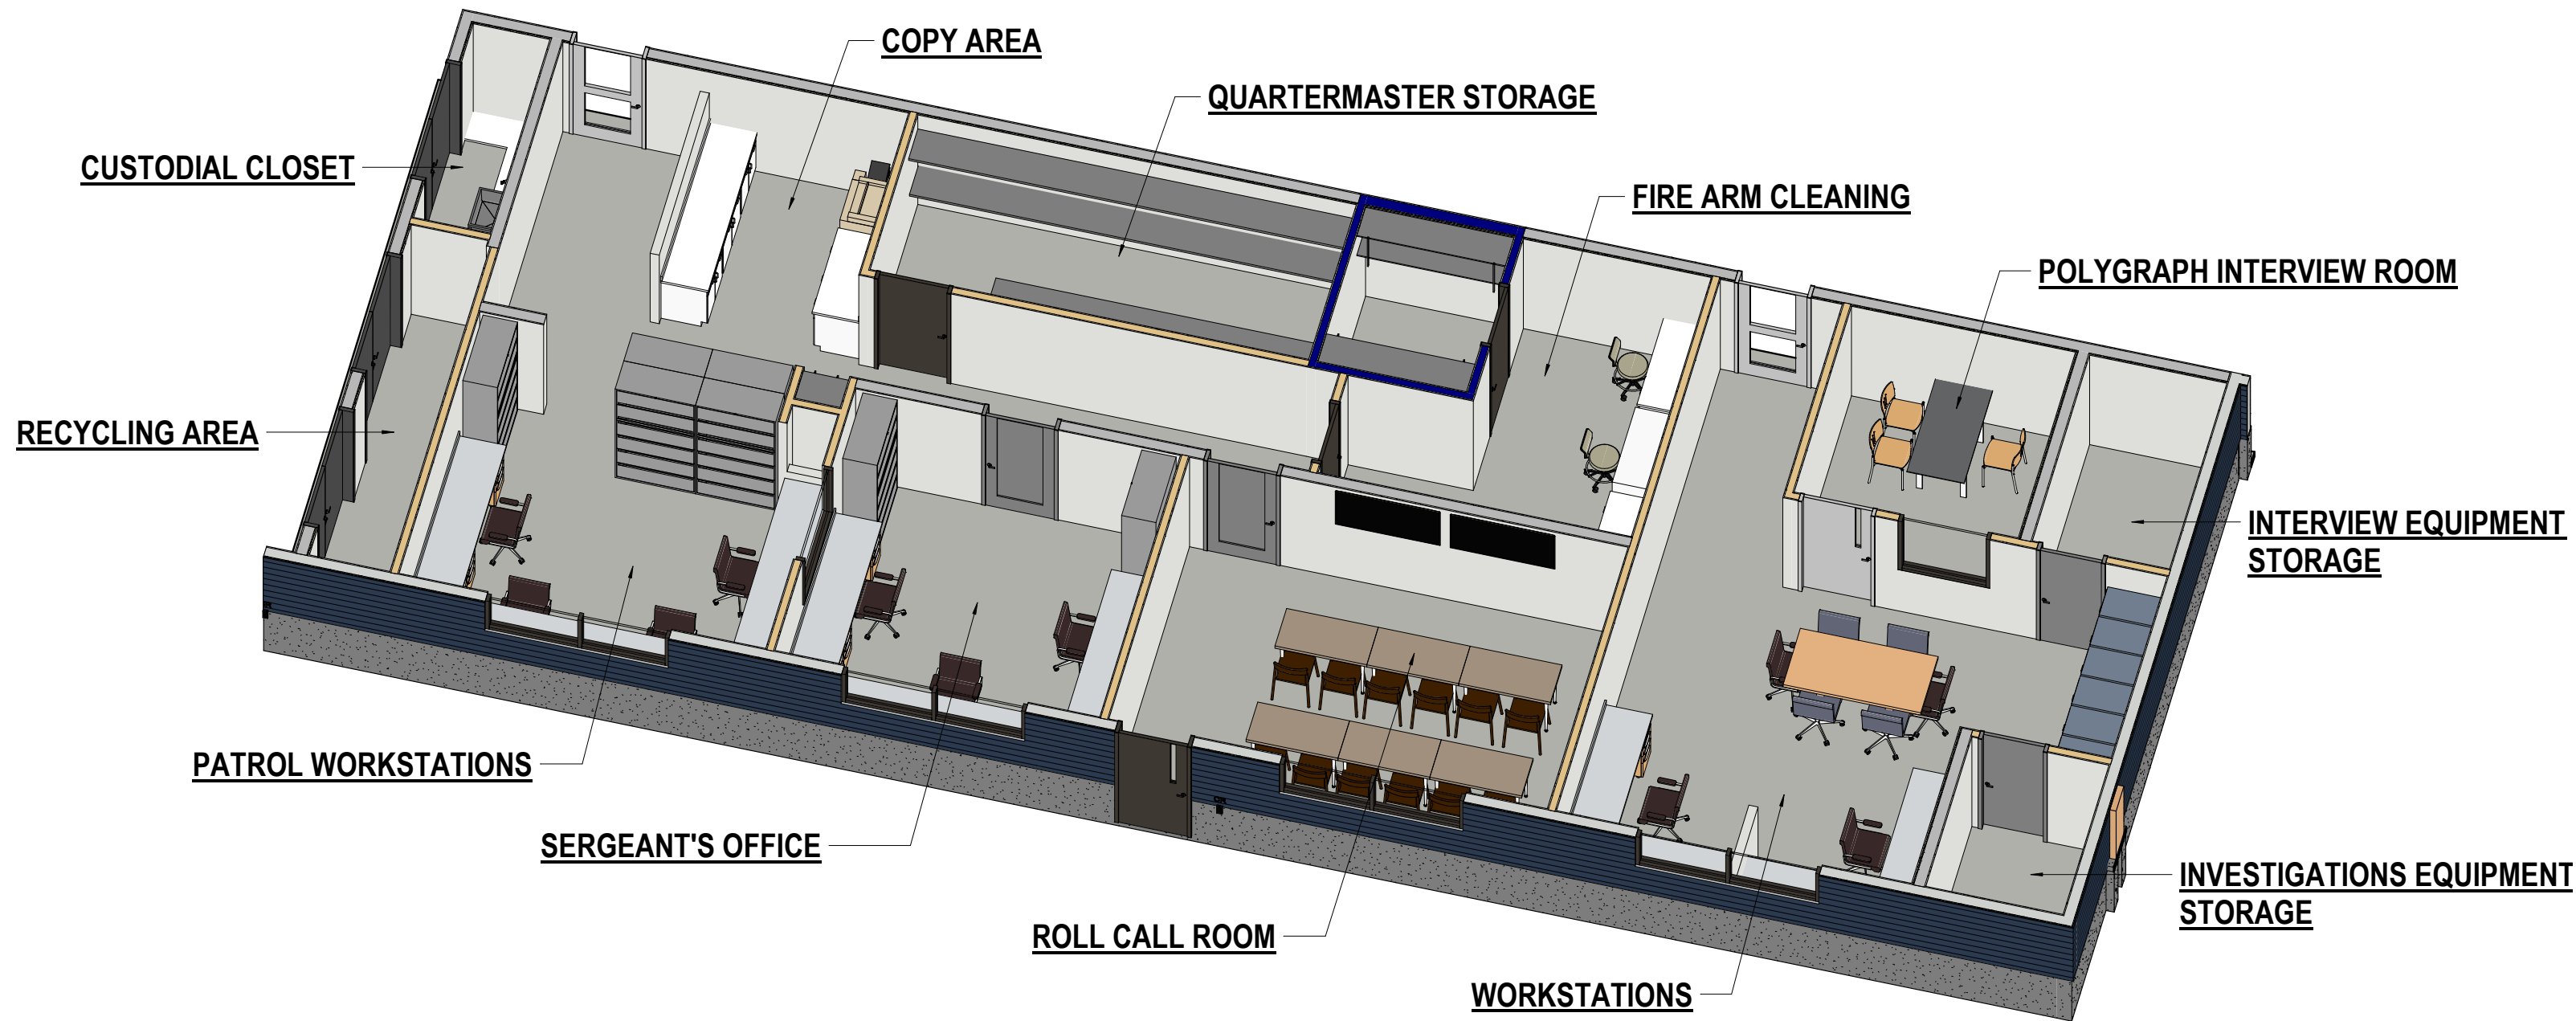 COPY AREA
QUARTERMASTER STORAGE
CUSTODIAL CLOSET
FIRE ARM CLEANING
POLYGRAPH INTERVIEW ROOM
RECYCLING AREA
INTERVIEW EQUIPMENT
STORAGE
PATROL WORKSTATIONS
SERGEANT'S OFFICE
INVESTIGATIONS EQUIPMENT
STORAGE
ROLL CALL ROOM
WORKSTATIONS